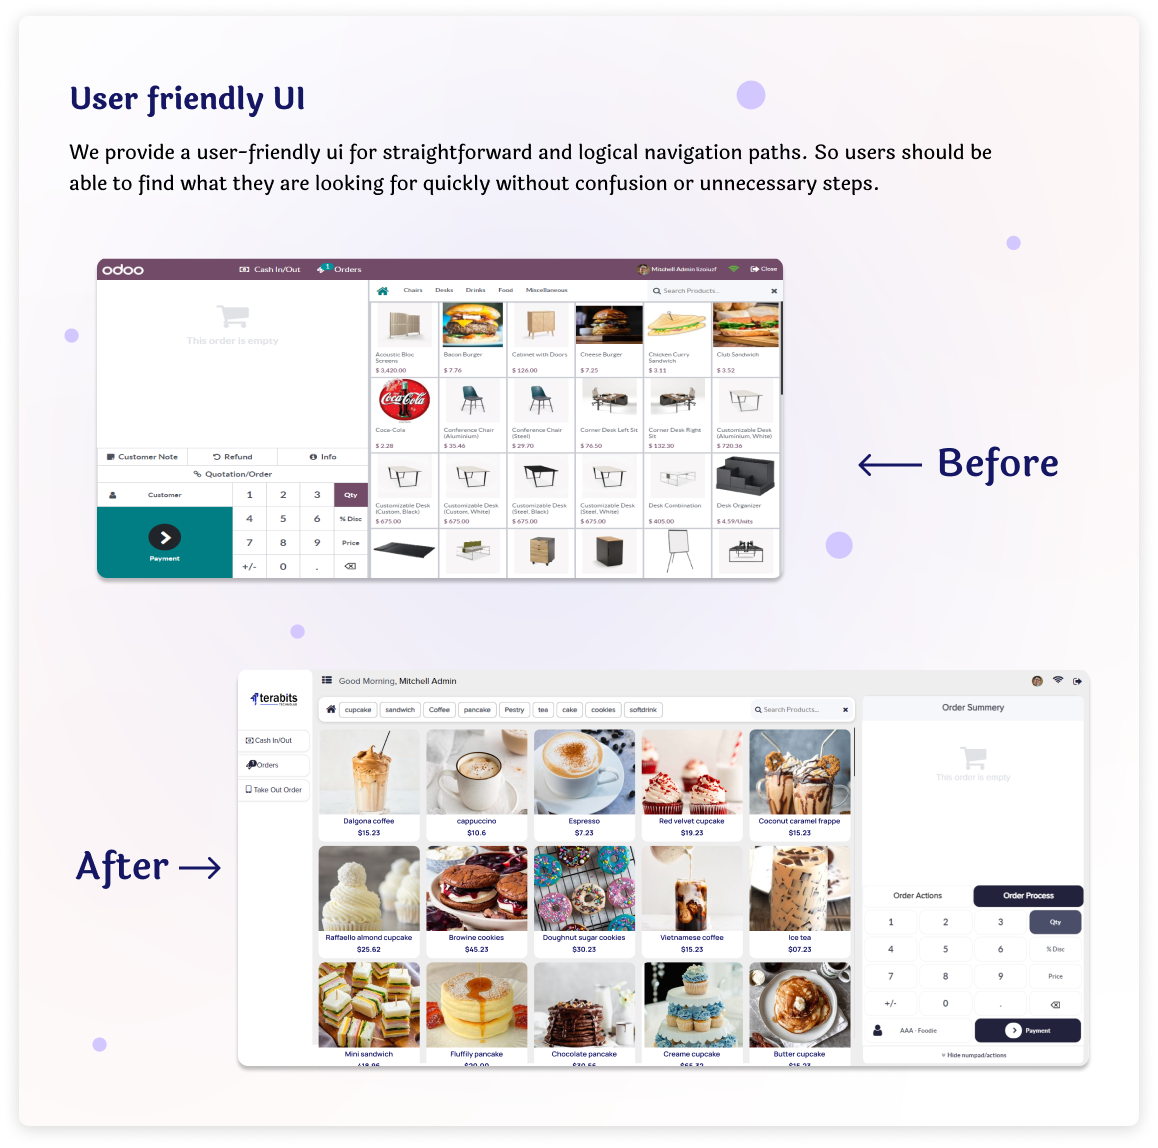 User friendly UI
We provide a user-friendly ui for straightforward and logical navigation paths. So users should be
able to find what they are looking for quickly without confusion or unnecessary steps.
odoo
Cash In/Out
1
Orders
Mitchell Admin
Close
Chairs Desks Drinks Food Miscellaneous
Search Products...
This order is empty
Acoustic Bloc
Screens
$ 3,420.00
Bacon Burger
$ 7.76
Cabinet with Doors
$ 126.00
Cheese Burger
$ 7.25
Chicken Curry
Sandwich
$ 3.11
Club Sandwich
$ 3.52
Coca-Cola
Coca-Cola
$ 2.28
Conference Chair
(Aluminium)
$ 35.46
Conference Chair
(Steel)
$ 29.70
Corner Desk Left Sit
$ 76.50
Corner Desk Right
Sit
$ 132.30
Customizable Desk
(Aluminium, White)
$ 720.36
Customizable Desk
(Custom, Black)
$ 675.00
Customizable Desk
(Custom, White)
$ 675.00
Customizable Desk
(Steel, Black)
$ 675.00
Customizable Desk
(Steel, White)
$ 675.00
Desk Combination
$ 405.00
Desk Organizer
$ 4.59/Units
Customer Note Refund Info
Quotation/Order
Customer
Payment
1 2 3 Qty
4 5 6 % Disc
7 8 9 Price
+/- 0 .
Before
After
terabits
Good Morning, Mitchell Admin
Cash In/Out
Orders
Take Out Order
cupcake sandwich Coffee pancake Pestry tea cake cookies softdrink
Search Products...
Dalgona coffee
$15.23
cappuccino
$10.6
Espresso
$7.23
Red velvet cupcake
$19.23
Coconut caramel frappe
$15.23
Raffaello almond cupcake
$25.62
Browine cookies
$45.23
Doughnut sugar cookies
$30.23
Vietnamese coffee
$15.23
Ice tea
$07.23
Mini sandwich
Fluffily pancake
Chocolate pancake
Creame cupcake
Butter cupcake
Order Summery
This order is empty
Order Actions Order Process
1 2 3 Qty
4 5 6 % Disc
7 8 9 Price
+/- 0 .
AAA - Foodie
Payment
Hide numpad/actions